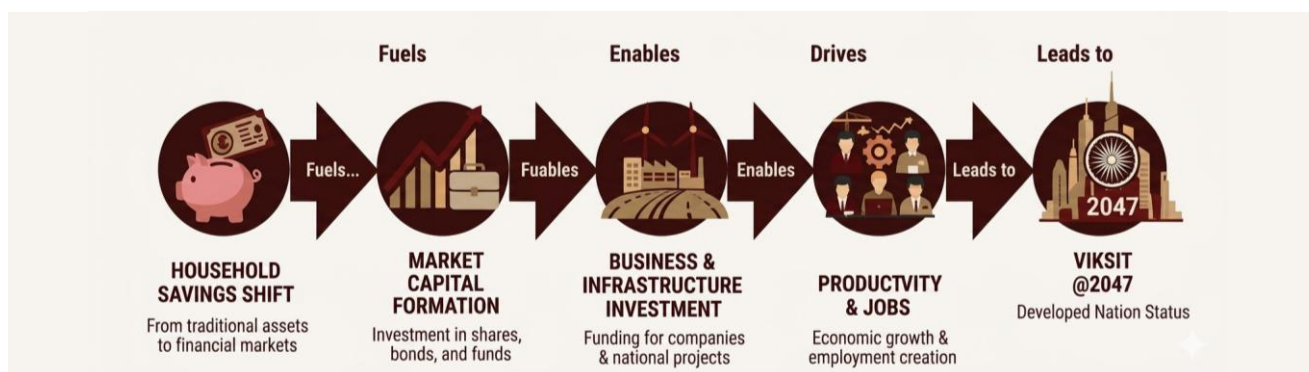 Fuels
Enables
Drives
Leads to
Fuels...
Fuables
Enables
Leads to
2047
HOUSEHOLD
SAVINGS SHIFT
From traditional assets
to financial markets
MARKET
CAPITAL
FORMATION
Investment in shares,
bonds, and funds
BUSINESS &
INFRASTRUCTURE
INVESTMENT
Funding for companies
& national projects
PRODUCTVITY
& JOBS
Economic growth &
employment creation
VIKSIT
@2047
Developed Nation Status